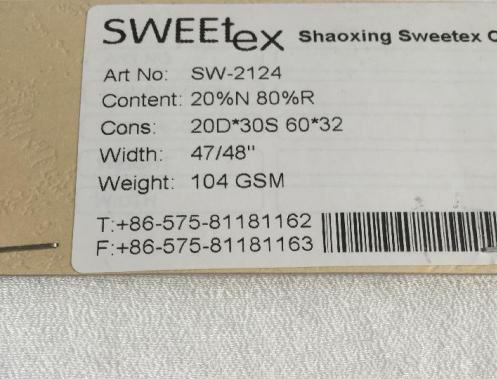 SWEEtex Shaoxing Sweetex
Art No: SW-2124
Content: 20%N 80%R
Cons: 20D*30S 60*32
Width: 47/48"
Weight: 104 GSM
T:+86-575-81181162
F:+86-575-81181163